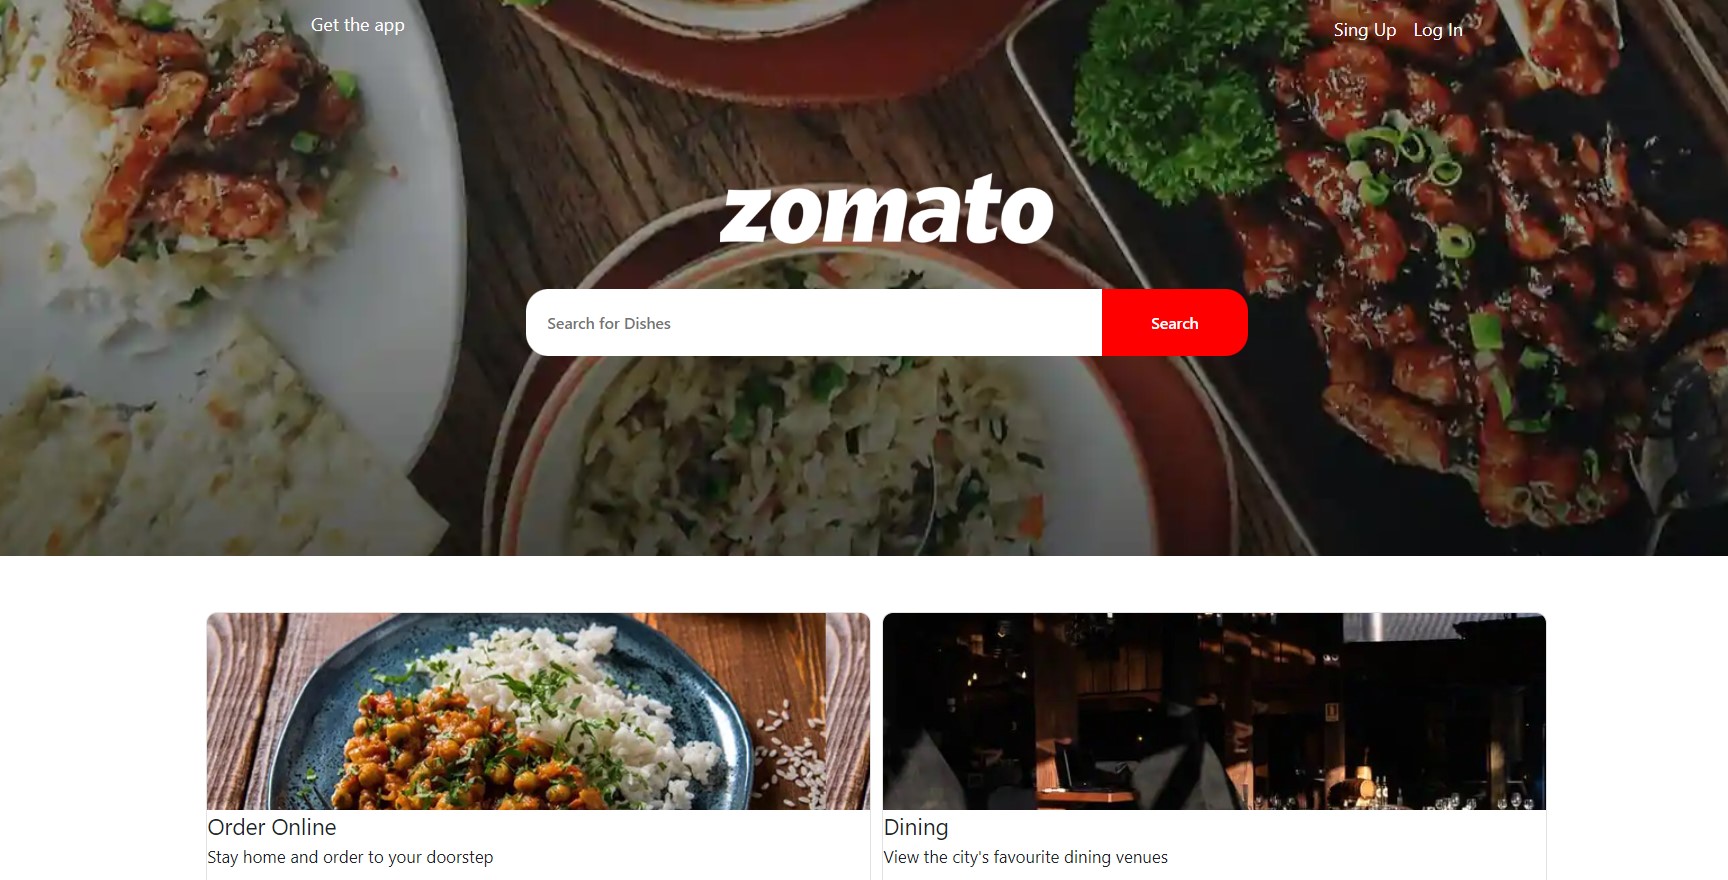 Get the app
Sing Up Log In
zomato
Search for Dishes
Search
Order Online
Stay home and order to your doorstep
Dining
View the city's favourite dining venues